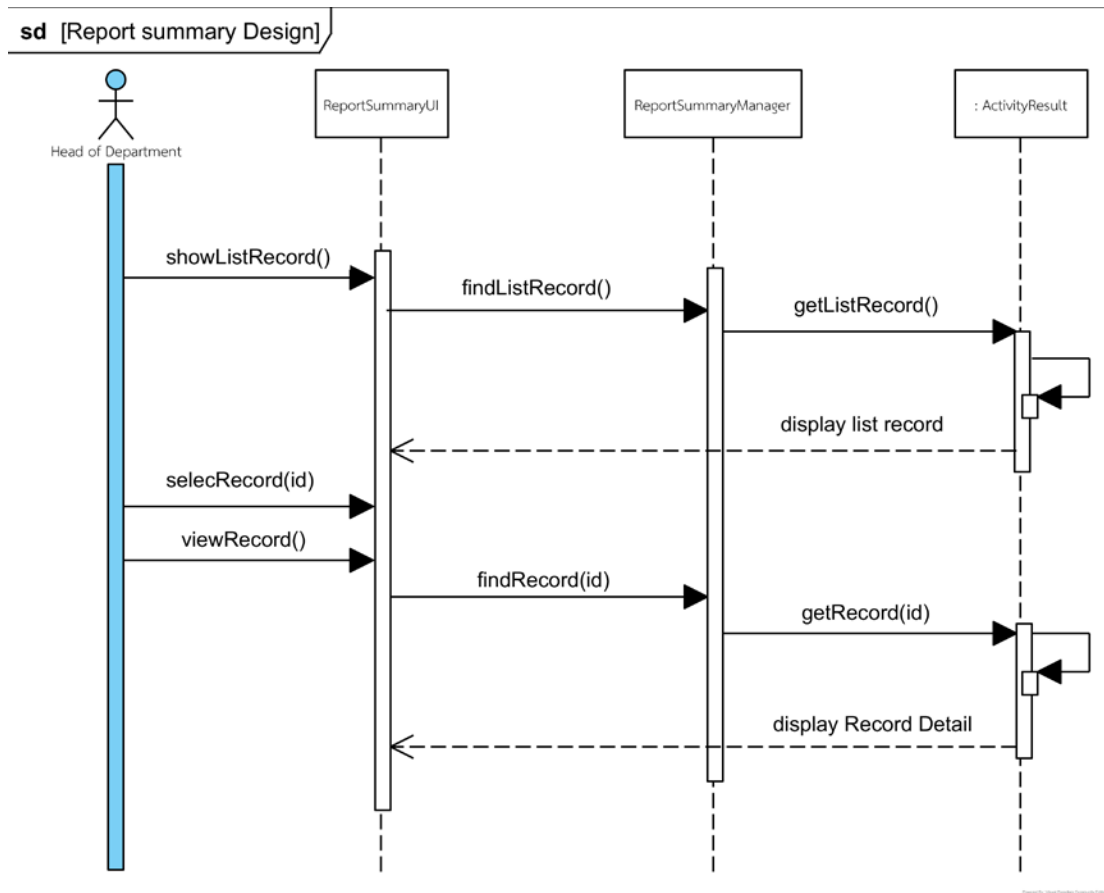 sd [Report summary Design]
ReportSummaryUI
ReportSummaryManager
: ActivityResult
Head of Department
showListRecord()
findListRecord()
getListRecord()
display list record
selecRecord(id)
viewRecord()
findRecord(id)
getRecord(id)
display Record Detail